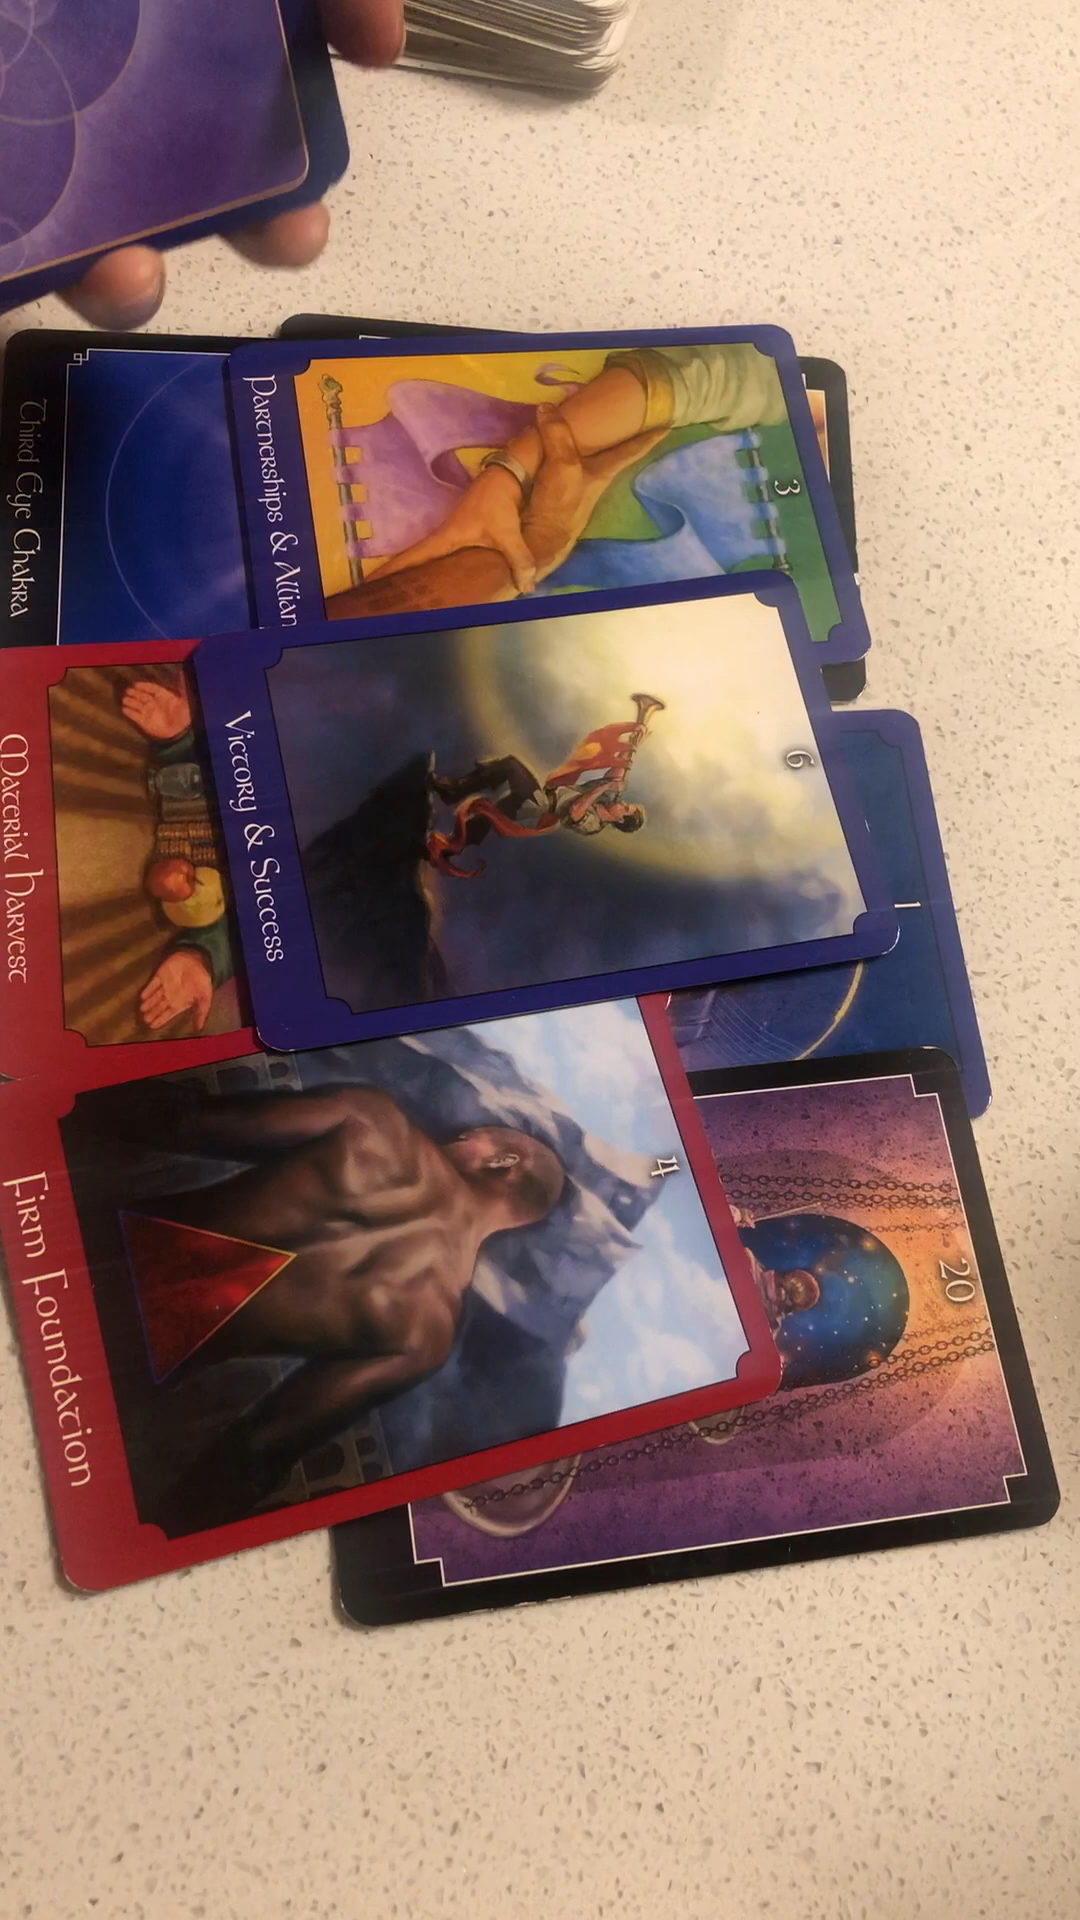 Third Eye Chakra
Partnerships & Allian
3
Material Harvest
Victory & Success
6
1
Firm Foundation
4
20